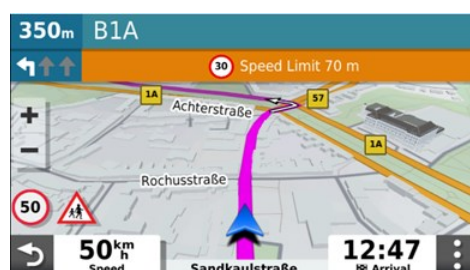 350m B1A
30 Speed Limit 70 m
1A
57
Achterstraße
1A
Rochusstraße
50
50 km/h
12:47
Speed
Sandkaulstraße
Arrival